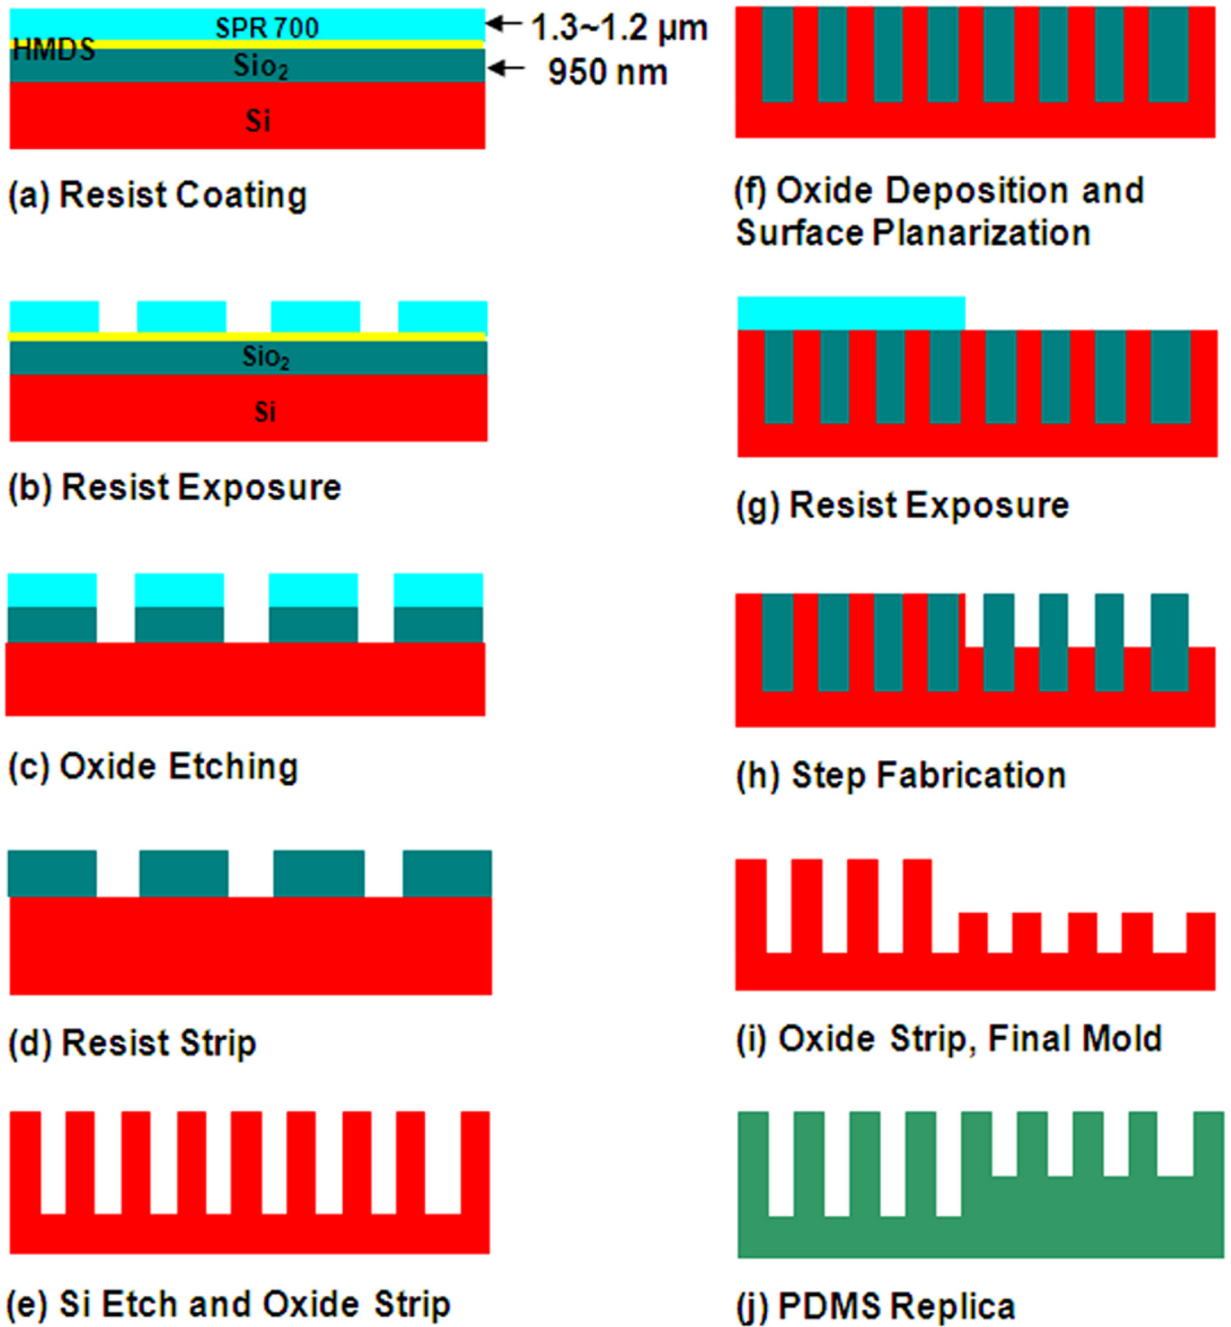 SPR 700
1.3~1.2 µm
HMDS
Sio₂
950 nm
Si
(a) Resist Coating
Sio₂
Si
(b) Resist Exposure
(c) Oxide Etching
(d) Resist Strip
(e) Si Etch and Oxide Strip
(f) Oxide Deposition and
Surface Planarization
(g) Resist Exposure
(h) Step Fabrication
(i) Oxide Strip, Final Mold
(j) PDMS Replica